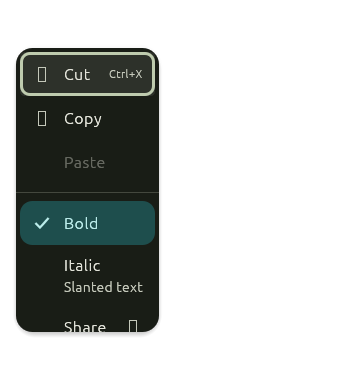 Cut Ctrl+X
Copy
Paste
Bold
Italic
Slanted text
Share